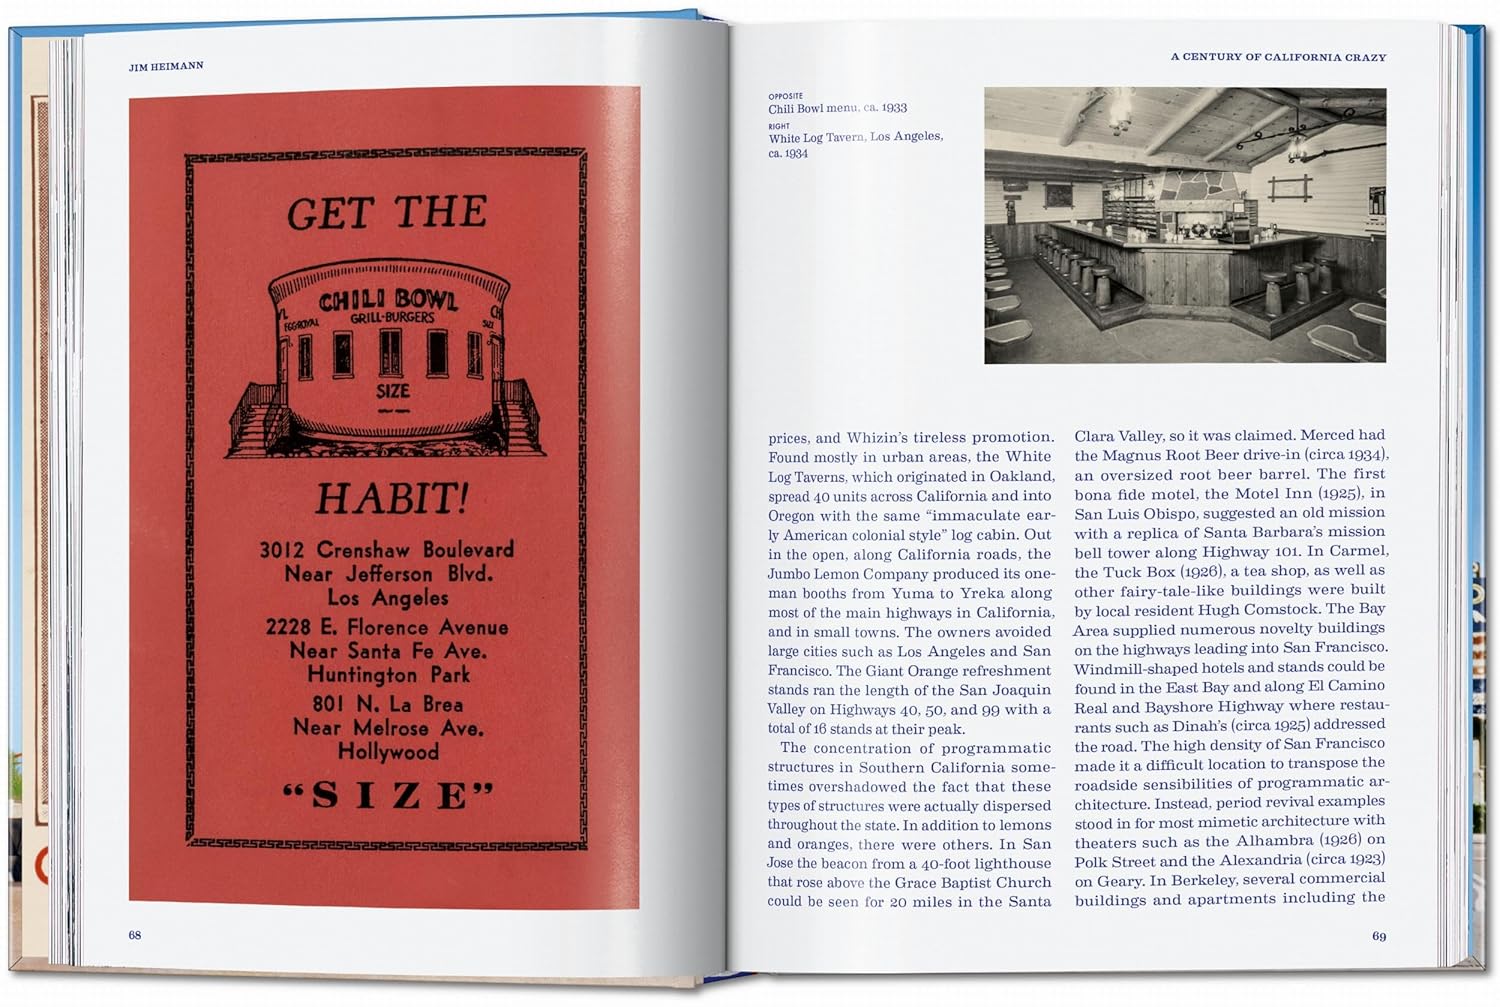 JIM HEIMANN
GET THE
CHILI BOWL
GRILL-BURGERS
EGGROYAL
SIZE
SIZE
HABIT!
3012 Crenshaw Boulevard
Near Jefferson Blvd.
Los Angeles
2228 E. Florence Avenue
Near Santa Fe Ave.
Huntington Park
801 N. La Brea
Near Melrose Ave.
Hollywood
"SIZE"
68
A CENTURY OF CALIFORNIA CRAZY
OPPOSITE
Chili Bowl menu, ca. 1933
RIGHT
White Log Tavern, Los Angeles,
ca. 1934
prices, and Whizin's tireless promotion.
Found mostly in urban areas, the White
Log Taverns, which originated in Oakland,
spread 40 units across California and into
Oregon with the same “immaculate ear-
ly American colonial style” log cabin. Out
in the open, along California roads, the
Jumbo Lemon Company produced its one-
man booths from Yuma to Yreka along
most of the main highways in California,
and in small towns. The owners avoided
large cities such as Los Angeles and San
Francisco. The Giant Orange refreshment
stands ran the length of the San Joaquin
Valley on Highways 40, 50, and 99 with a
total of 16 stands at their peak.
The concentration of programmatic
structures in Southern California some-
times overshadowed the fact that these
types of structures were actually dispersed
throughout the state. In addition to lemons
and oranges, there were others. In San
Jose the beacon from a 40-foot lighthouse
that rose above the Grace Baptist Church
could be seen for 20 miles in the Santa
Clara Valley, so it was claimed. Merced had
the Magnus Root Beer drive-in (circa 1934),
an oversized root beer barrel. The first
bona fide motel, the Motel Inn (1925), in
San Luis Obispo, suggested an old mission
with a replica of Santa Barbara's mission
bell tower along Highway 101. In Carmel,
the Tuck Box (1926), a tea shop, as well as
other fairy-tale-like buildings were built
by local resident Hugh Comstock. The Bay
Area supplied numerous novelty buildings
on the highways leading into San Francisco.
Windmill-shaped hotels and stands could be
found in the East Bay and along El Camino
Real and Bayshore Highway where restau-
rants such as Dinah's (circa 1925) addressed
the road. The high density of San Francisco
made it a difficult location to transpose the
roadside sensibilities of programmatic ar-
chitecture. Instead, period revival examples
stood in for most mimetic architecture with
theaters such as the Alhambra (1926) on
Polk Street and the Alexandria (circa 1923)
on Geary. In Berkeley, several commercial
buildings and apartments including the
69